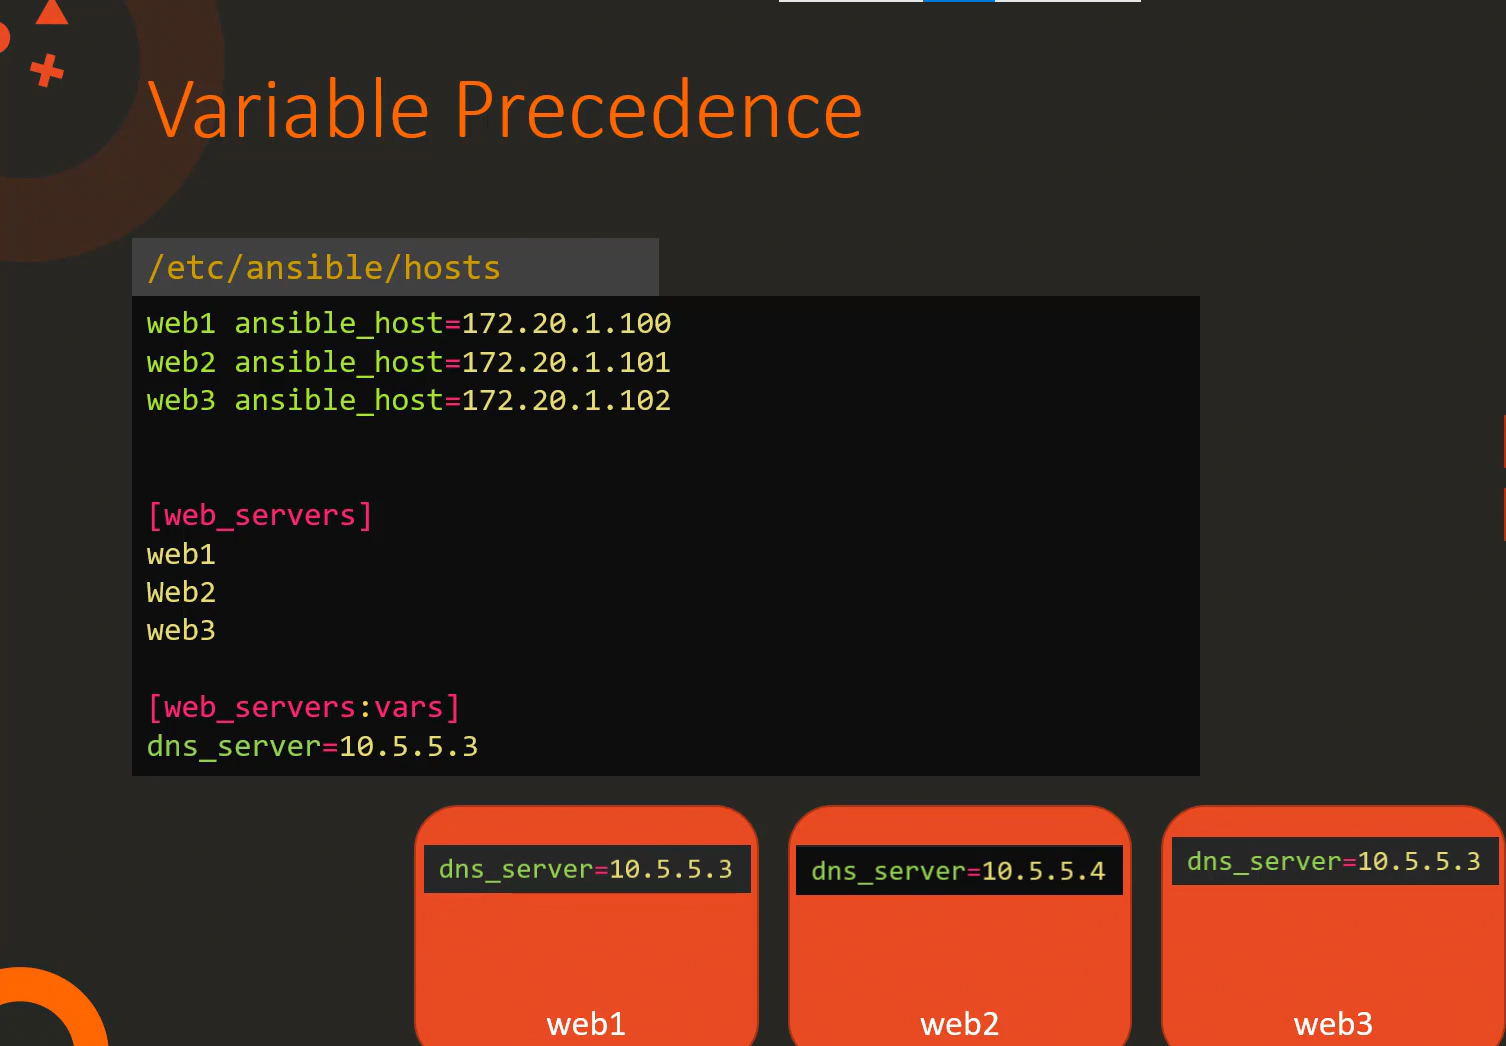 Variable Precedence
/etc/ansible/hosts
web1 ansible_host=172.20.1.100
web2 ansible_host=172.20.1.101
web3 ansible_host=172.20.1.102
[web_servers]
web1
Web2
web3
[web_servers:vars]
dns_server=10.5.5.3
dns_server=10.5.5.3
dns_server=10.5.5.4
dns_server=10.5.5.3
web1
web2
web3